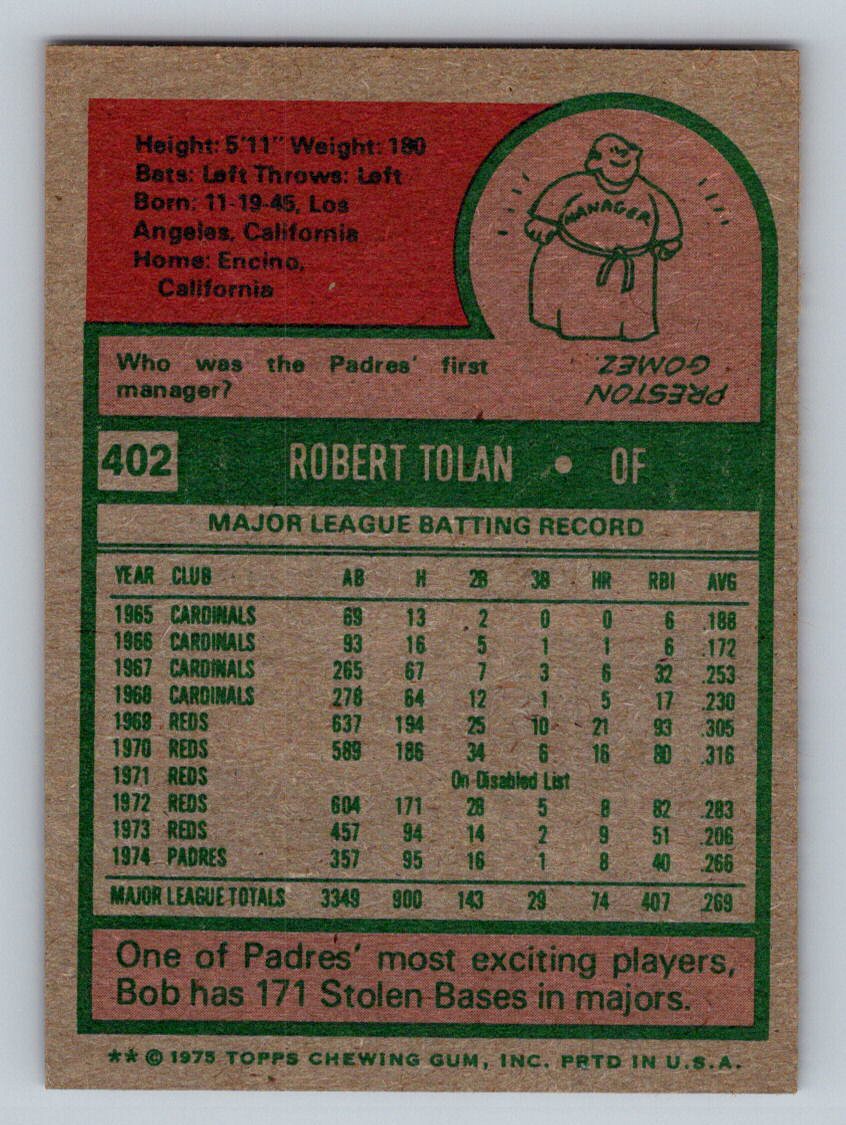 Height: 5'11" Weight: 180
Bats: Left Throws: Left
Born: 11-19-45, Los
Angeles, California
Home: Encino,
California
MANAGER
Who was the Padres' first
manager?
PRESTON
GOMEZ.
402 ROBERT TOLAN • OF
MAJOR LEAGUE BATTING RECORD
YEAR CLUB AB H 2B 3B HR RBI AVG
1965 CARDINALS 69 13 2 0 0 6 .188
1966 CARDINALS 93 16 5 1 1 6 .172
1967 CARDINALS 265 67 7 3 6 32 .253
1968 CARDINALS 278 64 12 1 5 17 .230
1969 REDS 637 194 25 10 21 93 .305
1970 REDS 589 186 34 6 16 80 .316
1971 REDS On Disabled List
1972 REDS 604 171 28 5 8 82 .283
1973 REDS 457 94 14 2 9 51 .206
1974 PADRES 357 95 16 1 8 40 .266
MAJOR LEAGUE TOTALS 3349 900 143 29 74 407 .269
One of Padres' most exciting players,
Bob has 171 Stolen Bases in majors.
** © 1975 TOPPS CHEWING GUM, INC. PRTD IN U.S.A.